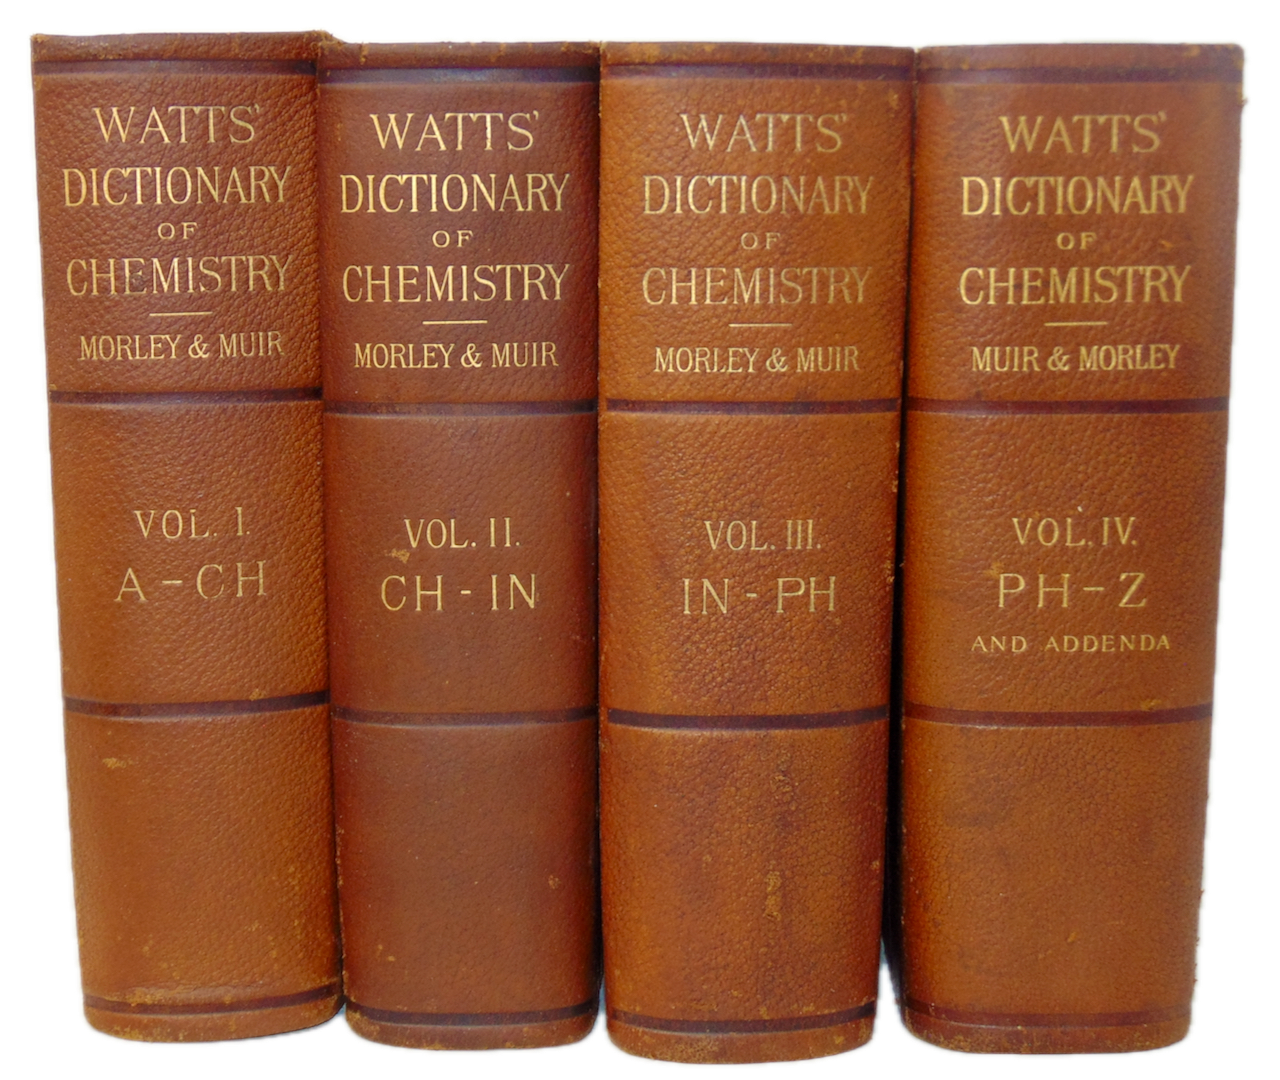 WATTS'
DICTIONARY
OF
CHEMISTRY
MORLEY & MUIR
VOL. I.
A - CH
WATTS'
DICTIONARY
OF
CHEMISTRY
MORLEY & MUIR
VOL. II.
CH - IN
WATTS'
DICTIONARY
OF
CHEMISTRY
MORLEY & MUIR
VOL. III.
IN - PH
WATTS'
DICTIONARY
OF
CHEMISTRY
MUIR & MORLEY
VOL. IV.
PH - Z
AND ADDENDA